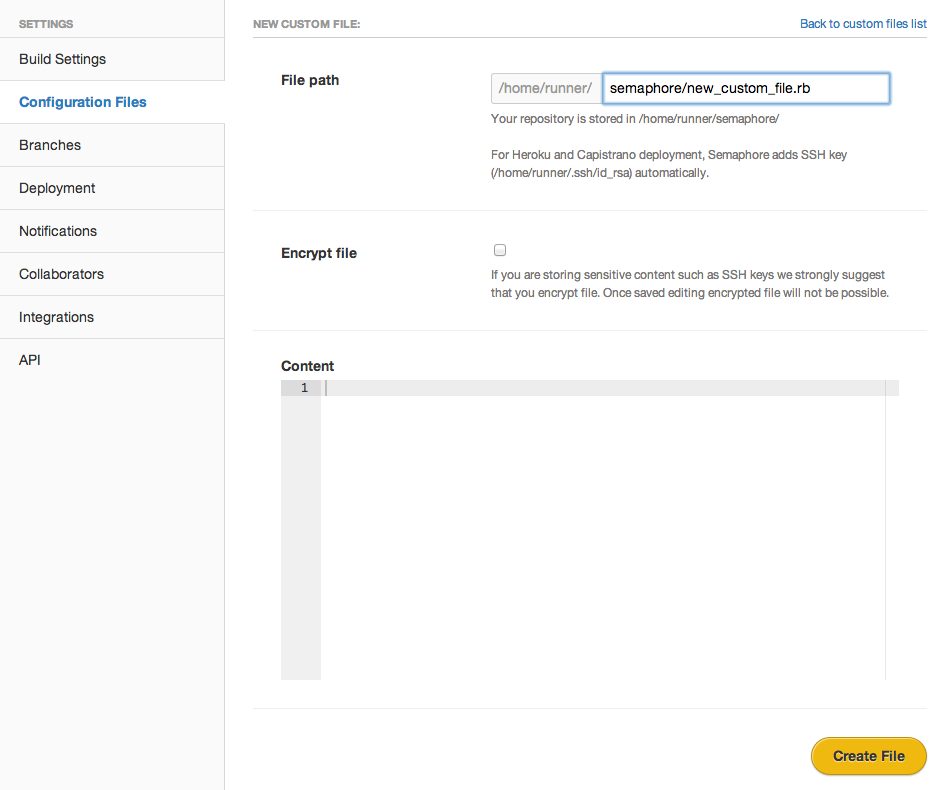 SETTINGS
Build Settings
Configuration Files
Branches
Deployment
Notifications
Collaborators
Integrations
API
NEW CUSTOM FILE:
Back to custom files list
File path
/home/runner/ semaphore/new_custom_file.rb
Your repository is stored in /home/runner/semaphore/
For Heroku and Capistrano deployment, Semaphore adds SSH key
(/home/runner/.ssh/id_rsa) automatically.
Encrypt file
If you are storing sensitive content such as SSH keys we strongly suggest
that you encrypt file. Once saved editing encrypted file will not be possible.
Content
1
Create File